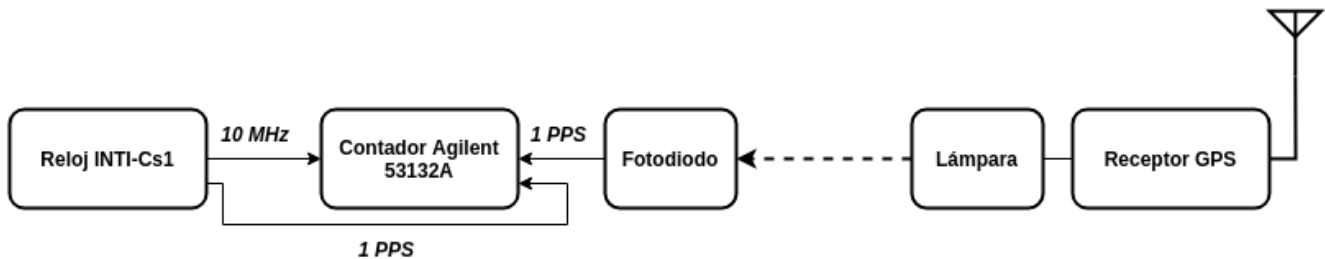 10 MHz
1 PPS
Reloj INTI-Cs1
Contador Agilent
53132A
Fotodiodo
Lámpara
Receptor GPS
1 PPS